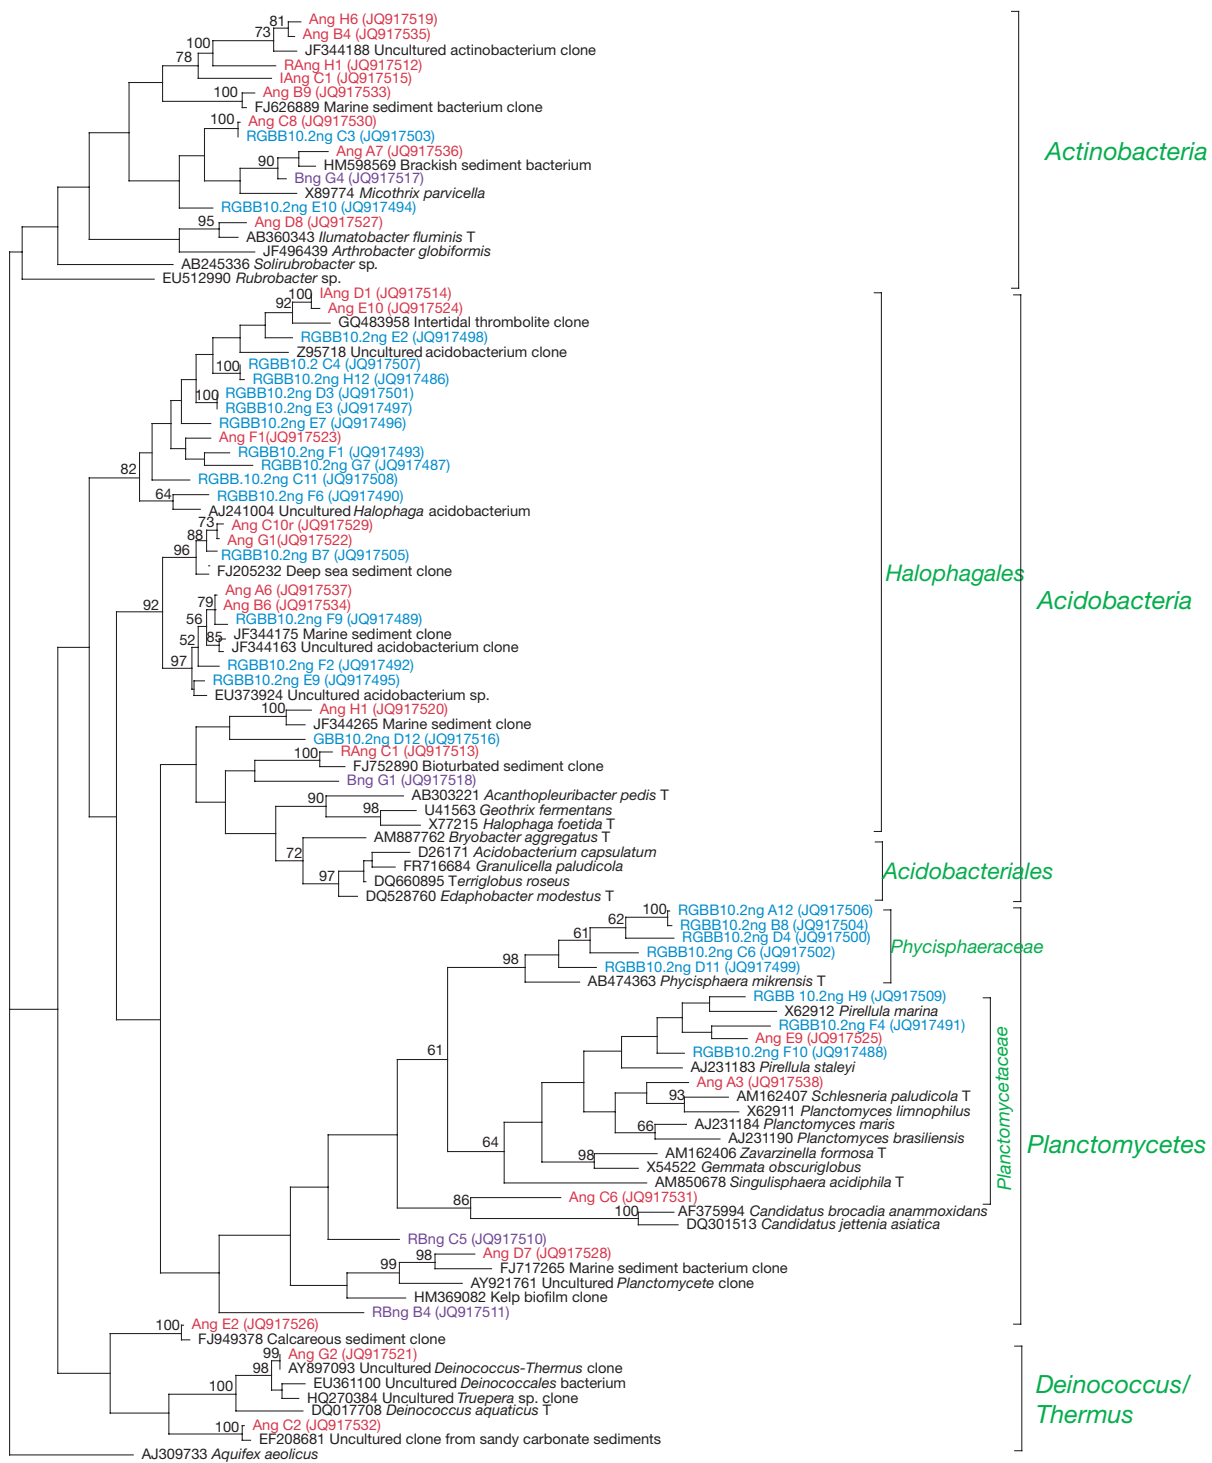 81
Ang H6 (JQ917519)
73
Ang B4 (JQ917535)
100
JF344188 Uncultured actinobacterium clone
78
RAng H1 (JQ917512)
IAng C1 (JQ917515)
100
Ang B9 (JQ917533)
FJ626889 Marine sediment bacterium clone
100
Ang C8 (JQ917530)
RGBB10.2ng C3 (JQ917503)
Ang A7 (JQ917536)
90
HM598569 Brackish sediment bacterium
Bng G4 (JQ917517)
X89774 Micothrix parvicella
RGBB10.2ng E10 (JQ917494)
95
Ang D8 (JQ917527)
AB360343 Ilumatobacter fluminis T
JF496439 Arthrobacter globiformis
AB245336 Solirubrobacter sp.
EU512990 Rubrobacter sp.
Actinobacteria
100
IAng D1 (JQ917514)
92
Ang E10 (JQ917524)
GQ483958 Intertidal thrombolite clone
RGBB10.2ng E2 (JQ917498)
Z95718 Uncultured acidobacterium clone
100
RGBB10.2 C4 (JQ917507)
RGBB10.2ng H12 (JQ917486)
100
RGBB10.2ng D3 (JQ917501)
RGBB10.2ng E3 (JQ917497)
RGBB10.2ng E7 (JQ917496)
Ang F1(JQ917523)
RGBB10.2ng F1 (JQ917493)
RGBB10.2ng G7 (JQ917487)
82
RGBB.10.2ng C11 (JQ917508)
64
RGBB10.2ng F6 (JQ917490)
AJ241004 Uncultured Halophaga acidobacterium
73
Ang C10r (JQ917529)
88
Ang G1(JQ917522)
96
RGBB10.2ng B7 (JQ917505)
FJ205232 Deep sea sediment clone
92
Ang A6 (JQ917537)
79
Ang B6 (JQ917534)
56
RGBB10.2ng F9 (JQ917489)
52
85
JF344175 Marine sediment clone
JF344163 Uncultured acidobacterium clone
97
RGBB10.2ng F2 (JQ917492)
RGBB10.2ng E9 (JQ917495)
EU373924 Uncultured acidobacterium sp.
100
Ang H1 (JQ917520)
JF344265 Marine sediment clone
GBB10.2ng D12 (JQ917516)
100
RAng C1 (JQ917513)
FJ752890 Bioturbated sediment clone
Bng G1 (JQ917518)
90
AB303221 Acanthopleuribacter pedis T
98
U41563 Geothrix fermentans
X77215 Halophaga foetida T
AM887762 Bryobacter aggregatus T
72
D26171 Acidobacterium capsulatum
FR716684 Granulicella paludicola
97
DQ660895 Terriglobus roseus
DQ528760 Edaphobacter modestus T
Halophagales
Acidobacteriales
Acidobacteria
100
RGBB10.2ng A12 (JQ917506)
62
RGBB10.2ng B8 (JQ917504)
61
RGBB10.2ng D4 (JQ917500)
RGBB10.2ng C6 (JQ917502)
98
RGBB10.2ng D11 (JQ917499)
AB474363 Phycisphaera mikrensis T
Phycisphaeraceae
RGBB 10.2ng H9 (JQ917509)
X62912 Pirellula marina
RGBB10.2ng F4 (JQ917491)
Ang E9 (JQ917525)
61
RGBB10.2ng F10 (JQ917488)
AJ231183 Pirellula staleyi
Ang A3 (JQ917538)
93
AM162407 Schlesneria paludicola T
X62911 Planctomyces limnophilus
66
AJ231184 Planctomyces maris
AJ231190 Planctomyces brasiliensis
64
98
AM162406 Zavarzinella formosa T
X54522 Gemmata obscuriglobus
AM850678 Singulisphaera acidiphila T
Planctomycetaceae
86
Ang C6 (JQ917531)
100
AF375994 Candidatus brocadia anammoxidans
DQ301513 Candidatus jettenia asiatica
RBng C5 (JQ917510)
98
Ang D7 (JQ917528)
99
FJ717265 Marine sediment bacterium clone
AY921761 Uncultured Planctomycete clone
HM369082 Kelp biofilm clone
RBng B4 (JQ917511)
Planctomycetes
100
Ang E2 (JQ917526)
FJ949378 Calcareous sediment clone
99
Ang G2 (JQ917521)
98
AY897093 Uncultured Deinococcus-Thermus clone
100
EU361100 Uncultured Deinococcales bacterium
HQ270384 Uncultured Truepera sp. clone
DQ017708 Deinococcus aquaticus T
100
Ang C2 (JQ917532)
EF208681 Uncultured clone from sandy carbonate sediments
Deinococcus/
Thermus
AJ309733 Aquifex aeolicus